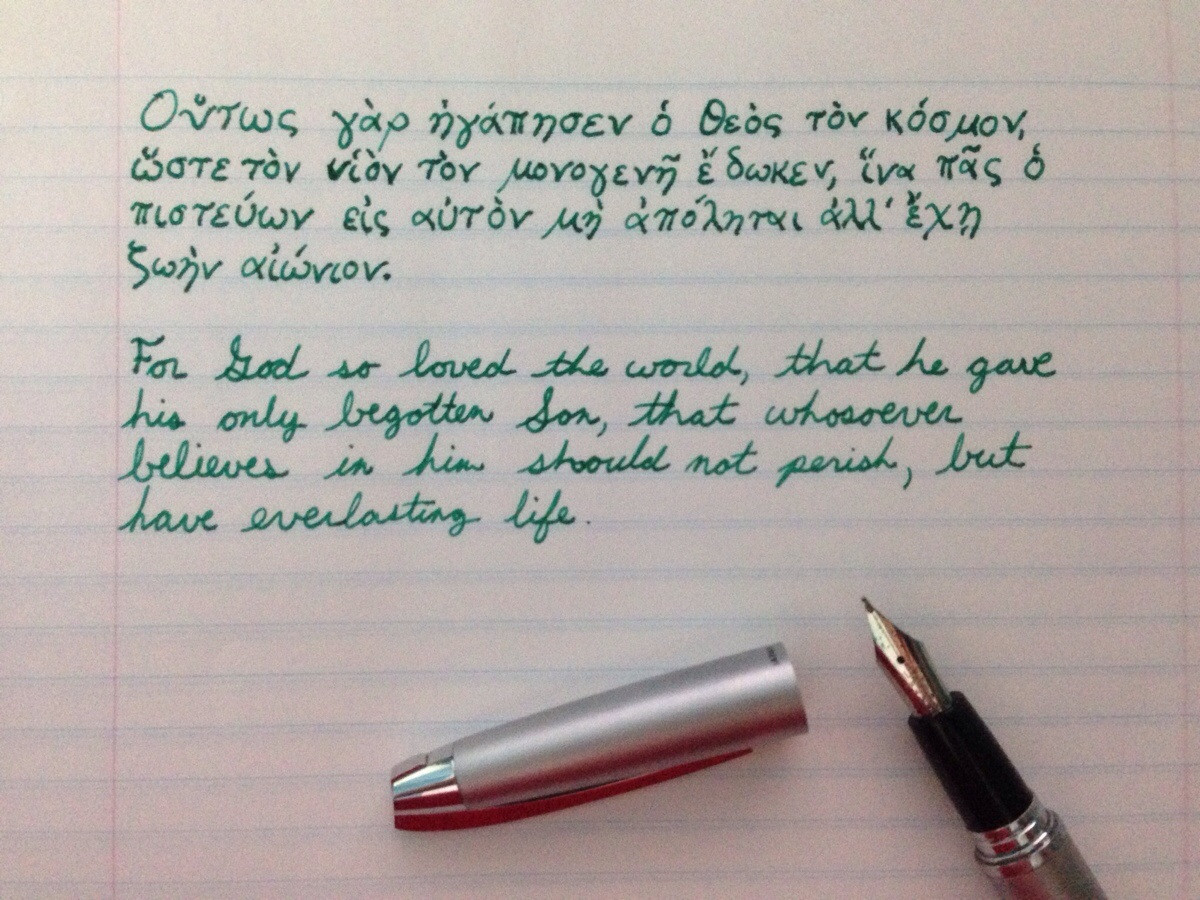 Οὕτως γὰρ ἠγάπησεν ὁ Θεὸς τὸν κόσμον,
ὥστε τὸν υἱὸν τὸν μονογενῆ ἔδωκεν, ἵνα πᾶς ὁ
πιστεύων εἰς αὐτὸν μὴ ἀπόληται ἀλλ' ἔχῃ
ζωὴν αἰώνιον.
For God so loved the world, that he gave
his only begotten Son, that whosoever
believes in him should not perish, but
have everlasting life.